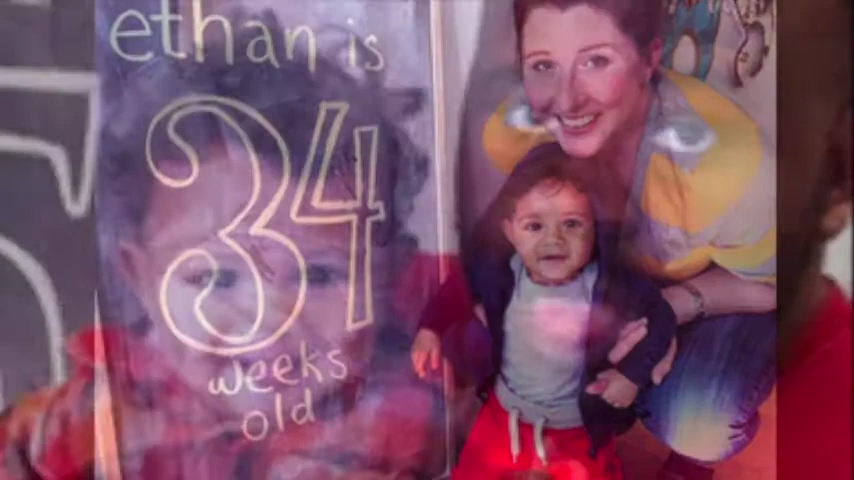 ethan is
34
weeks
old